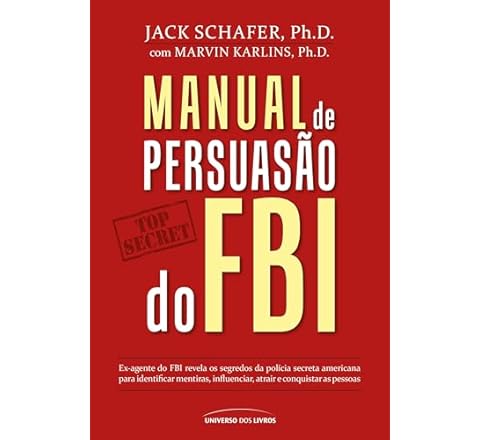 JACK SCHAFER, Ph.D.
com MARVIN KARLINS, Ph.D.
MANUAL de
PERSUASÃO
TOP
SECRET
do FBI
Ex-agente do FBI revela os segredos da polícia secreta americana
para identificar mentiras, influenciar, atrair e conquistar as pessoas
UNIVERSO DOS LIVROS